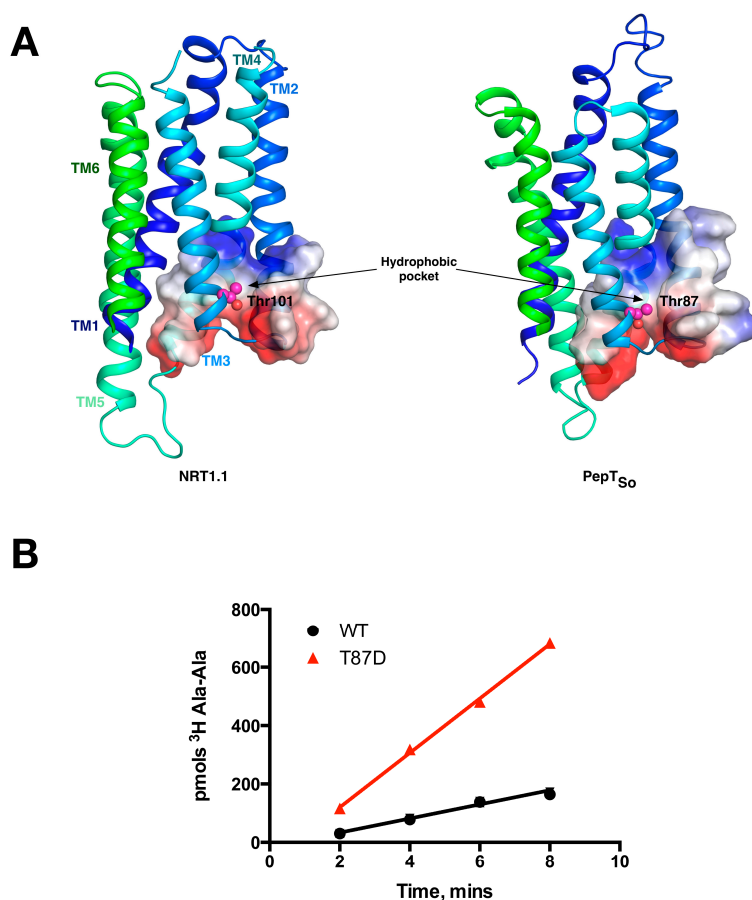 A
TM4
TM2
TM6
Hydrophobic
pocket
Thr101
Thr87
TM1
TM3
TM5
NRT1.1
PepTSo
B
800
WT
T87D
600
400
200
0
0 2 4 6 8 10
pmols ³H Ala-Ala
Time, mins